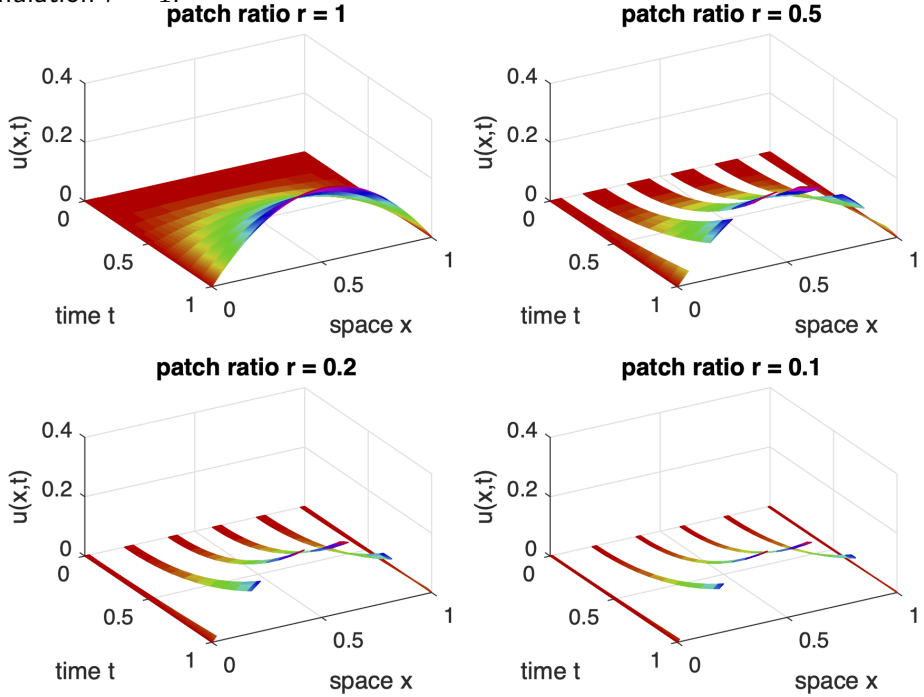 patch ratio r = 1
0.4
0.2
0
u(x,t)
0
0.5
1
time t
0
0.5
1
space x
patch ratio r = 0.5
0.4
0.2
0
u(x,t)
0
0.5
1
time t
0
0.5
1
space x
patch ratio r = 0.2
0.4
0.2
0
u(x,t)
0
0.5
1
time t
0
0.5
1
space x
patch ratio r = 0.1
0.4
0.2
0
u(x,t)
0
0.5
1
time t
0
0.5
1
space x